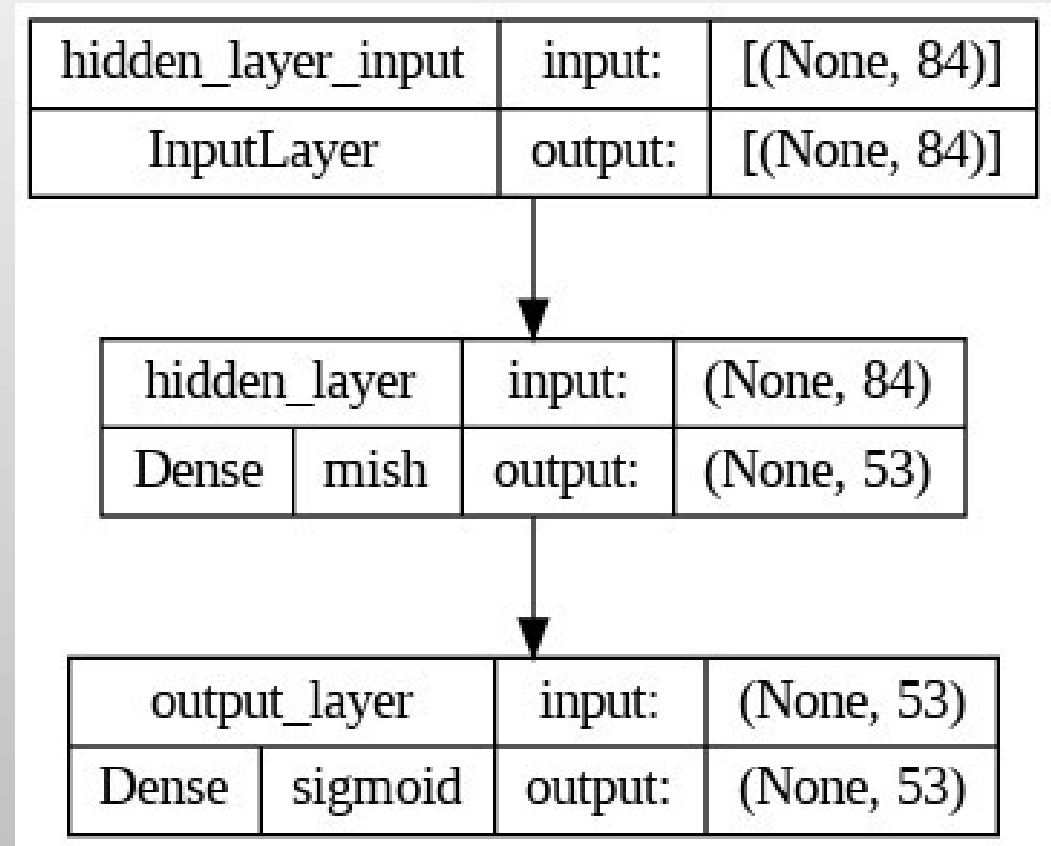 hidden_layer_input input: [(None, 84)]
InputLayer output: [(None, 84)]
hidden_layer input: (None, 84)
Dense mish output: (None, 53)
output_layer input: (None, 53)
Dense sigmoid output: (None, 53)